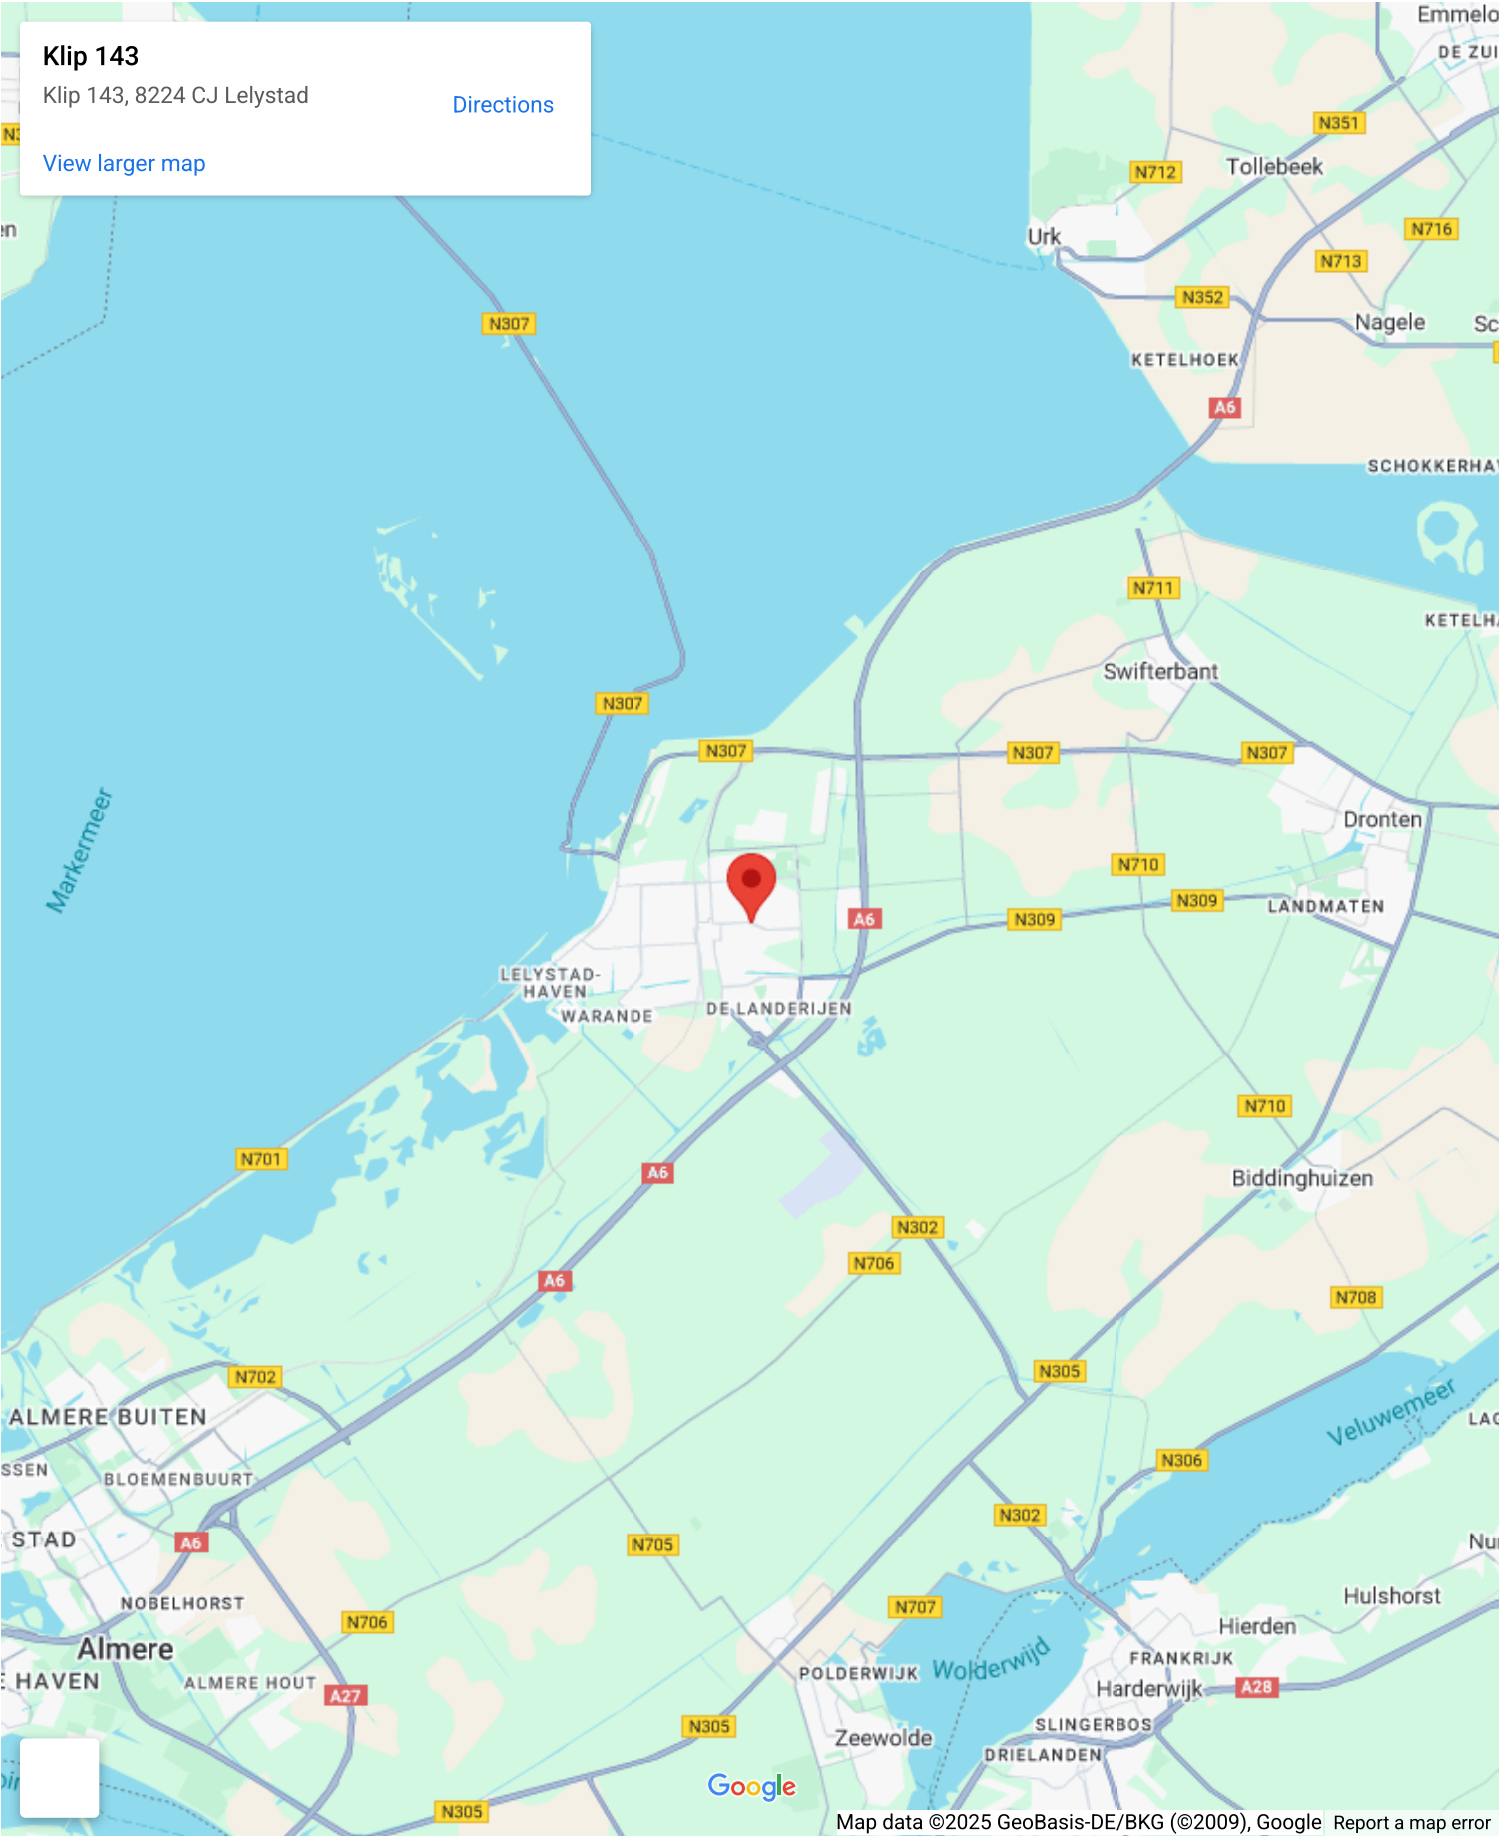 Klip 143
Klip 143, 8224 CJ Lelystad
Directions
View larger map
Emmelo
DE ZUI
N351
Tollebeek
N712
N716
Urk
N713
N352
Nagele
Sc
N307
KETELHOEK
A6
SCHOKKERHAV
N711
KETELHA
Swifterbant
N307
N307
N307
N307
Markermeer
Dronten
N710
N309
LANDMATEN
A6
N309
LELYSTAD-
HAVEN
DE LANDERIJEN
WARANDE
N710
N701
A6
Biddinghuizen
N302
N706
A6
N708
N305
N702
Veluwemeer
ALMERE BUITEN
LAC
N306
SSEN
BLOEMENBUURT
N302
STAD
A6
N705
Nu
NOBELHORST
Hulshorst
N707
N706
Hierden
Almere
Wolderwijd
FRANKRIJK
E HAVEN
ALMERE HOUT
POLDERWIJK
Harderwijk
A28
A27
N305
SLINGERBOS
Zeewolde
DRIELANDEN
Google
N305
Map data ©2025 GeoBasis-DE/BKG (©2009), Google
Report a map error